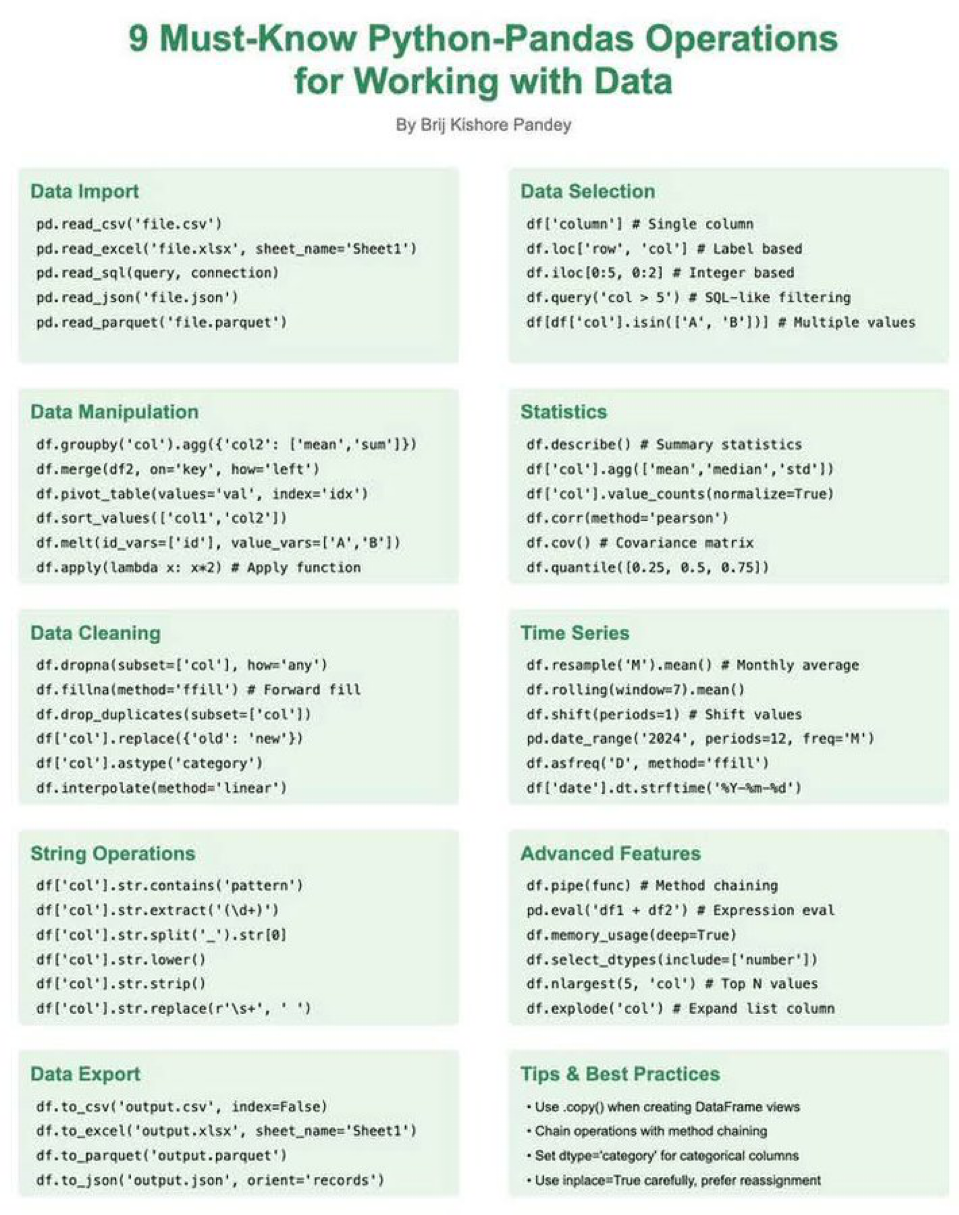 9 Must-Know Python-Pandas Operations
for Working with Data
By Brij Kishore Pandey
Data Import
pd.read_csv('file.csv')
pd.read_excel('file.xlsx', sheet_name='Sheet1')
pd.read_sql(query, connection)
pd.read_json('file.json')
pd.read_parquet('file.parquet')
Data Selection
df['column'] # Single column
df.loc['row', 'col'] # Label based
df.iloc[0:5, 0:2] # Integer based
df.query('col > 5') # SQL-like filtering
df[df['col'].isin(['A', 'B'])] # Multiple values
Data Manipulation
df.groupby('col').agg({'col2': ['mean','sum']})
df.merge(df2, on='key', how='left')
df.pivot_table(values='val', index='idx')
df.sort_values(['col1','col2'])
df.melt(id_vars=['id'], value_vars=['A','B'])
df.apply(lambda x: x*2) # Apply function
Statistics
df.describe() # Summary statistics
df['col'].agg(['mean','median','std'])
df['col'].value_counts(normalize=True)
df.corr(method='pearson')
df.cov() # Covariance matrix
df.quantile([0.25, 0.5, 0.75])
Data Cleaning
df.dropna(subset=['col'], how='any')
df.fillna(method='ffill') # Forward fill
df.drop_duplicates(subset=['col'])
df['col'].replace({'old': 'new'})
df['col'].astype('category')
df.interpolate(method='linear')
Time Series
df.resample('M').mean() # Monthly average
df.rolling(window=7).mean()
df.shift(periods=1) # Shift values
pd.date_range('2024', periods=12, freq='M')
df.asfreq('D', method='ffill')
df['date'].dt.strftime('%Y-%m-%d')
String Operations
df['col'].str.contains('pattern')
df['col'].str.extract('(\d+)')
df['col'].str.split('_').str[0]
df['col'].str.lower()
df['col'].str.strip()
df['col'].str.replace(r'\s+', ' ')
Advanced Features
df.pipe(func) # Method chaining
pd.eval('df1 + df2') # Expression eval
df.memory_usage(deep=True)
df.select_dtypes(include=['number'])
df.nlargest(5, 'col') # Top N values
df.explode('col') # Expand list column
Data Export
df.to_csv('output.csv', index=False)
df.to_excel('output.xlsx', sheet_name='Sheet1')
df.to_parquet('output.parquet')
df.to_json('output.json', orient='records')
Tips & Best Practices
• Use .copy() when creating DataFrame views
• Chain operations with method chaining
• Set dtype='category' for categorical columns
• Use inplace=True carefully, prefer reassignment